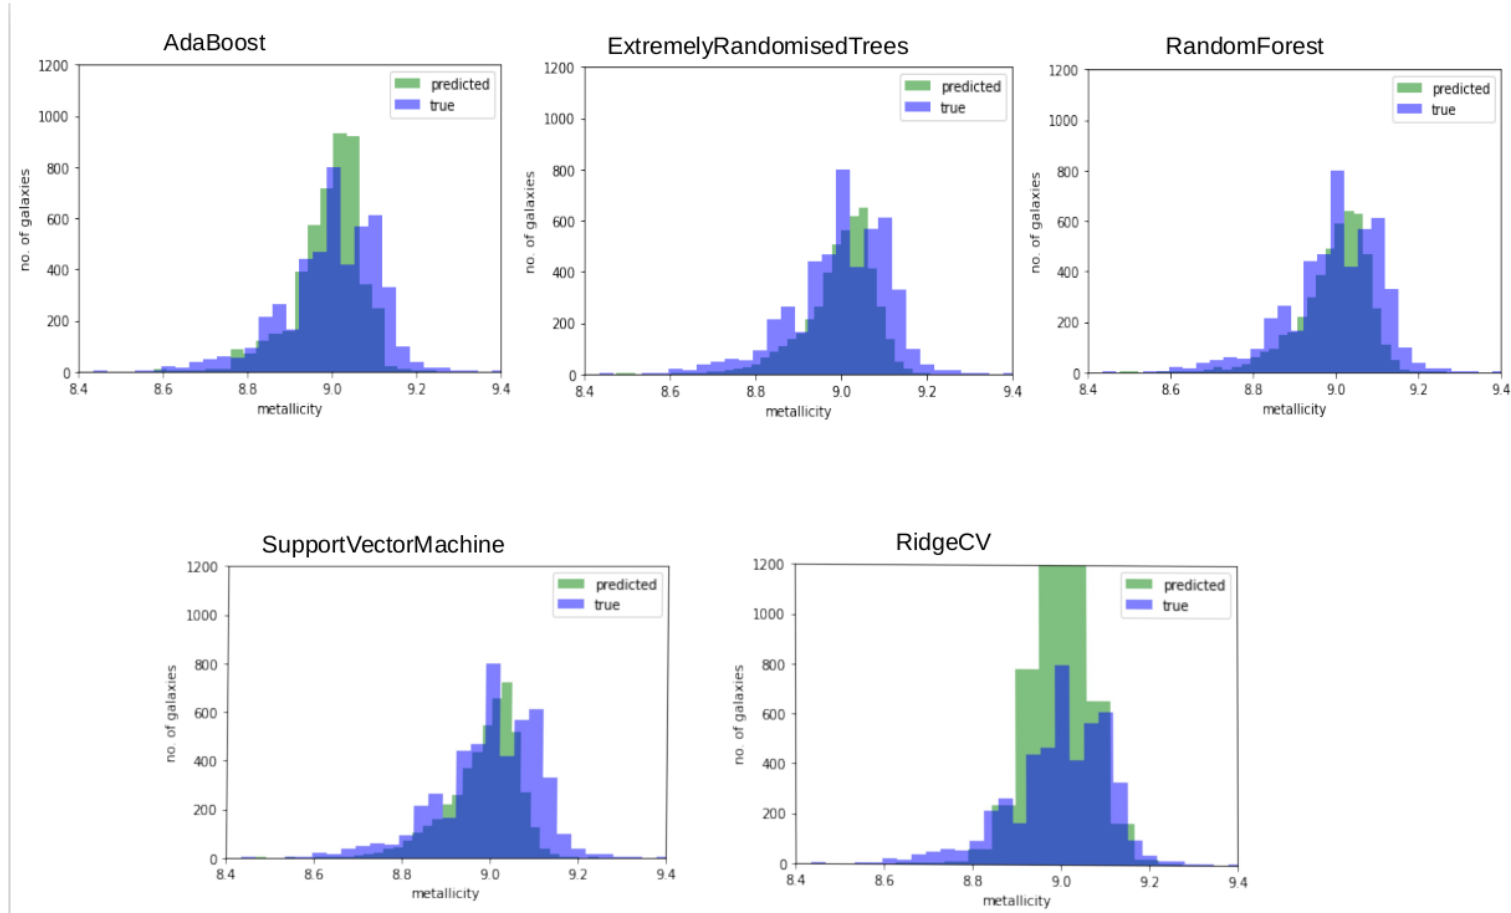 AdaBoost
ExtremelyRandomisedTrees
RandomForest
1200
1000
800
600
400
200
0
no. of galaxies
predicted
true
8.4 8.6 8.8 9.0 9.2 9.4
metallicity
1200
1000
800
600
400
200
0
no. of galaxies
predicted
true
8.4 8.6 8.8 9.0 9.2 9.4
metallicity
1200
1000
800
600
400
200
0
no. of galaxies
predicted
true
8.4 8.6 8.8 9.0 9.2 9.4
metallicity
SupportVectorMachine
RidgeCV
1200
1000
800
600
400
200
0
no. of galaxies
predicted
true
8.4 8.6 8.8 9.0 9.2 9.4
metallicity
1200
1000
800
600
400
200
0
no. of galaxies
predicted
true
8.4 8.6 8.8 9.0 9.2 9.4
metallicity